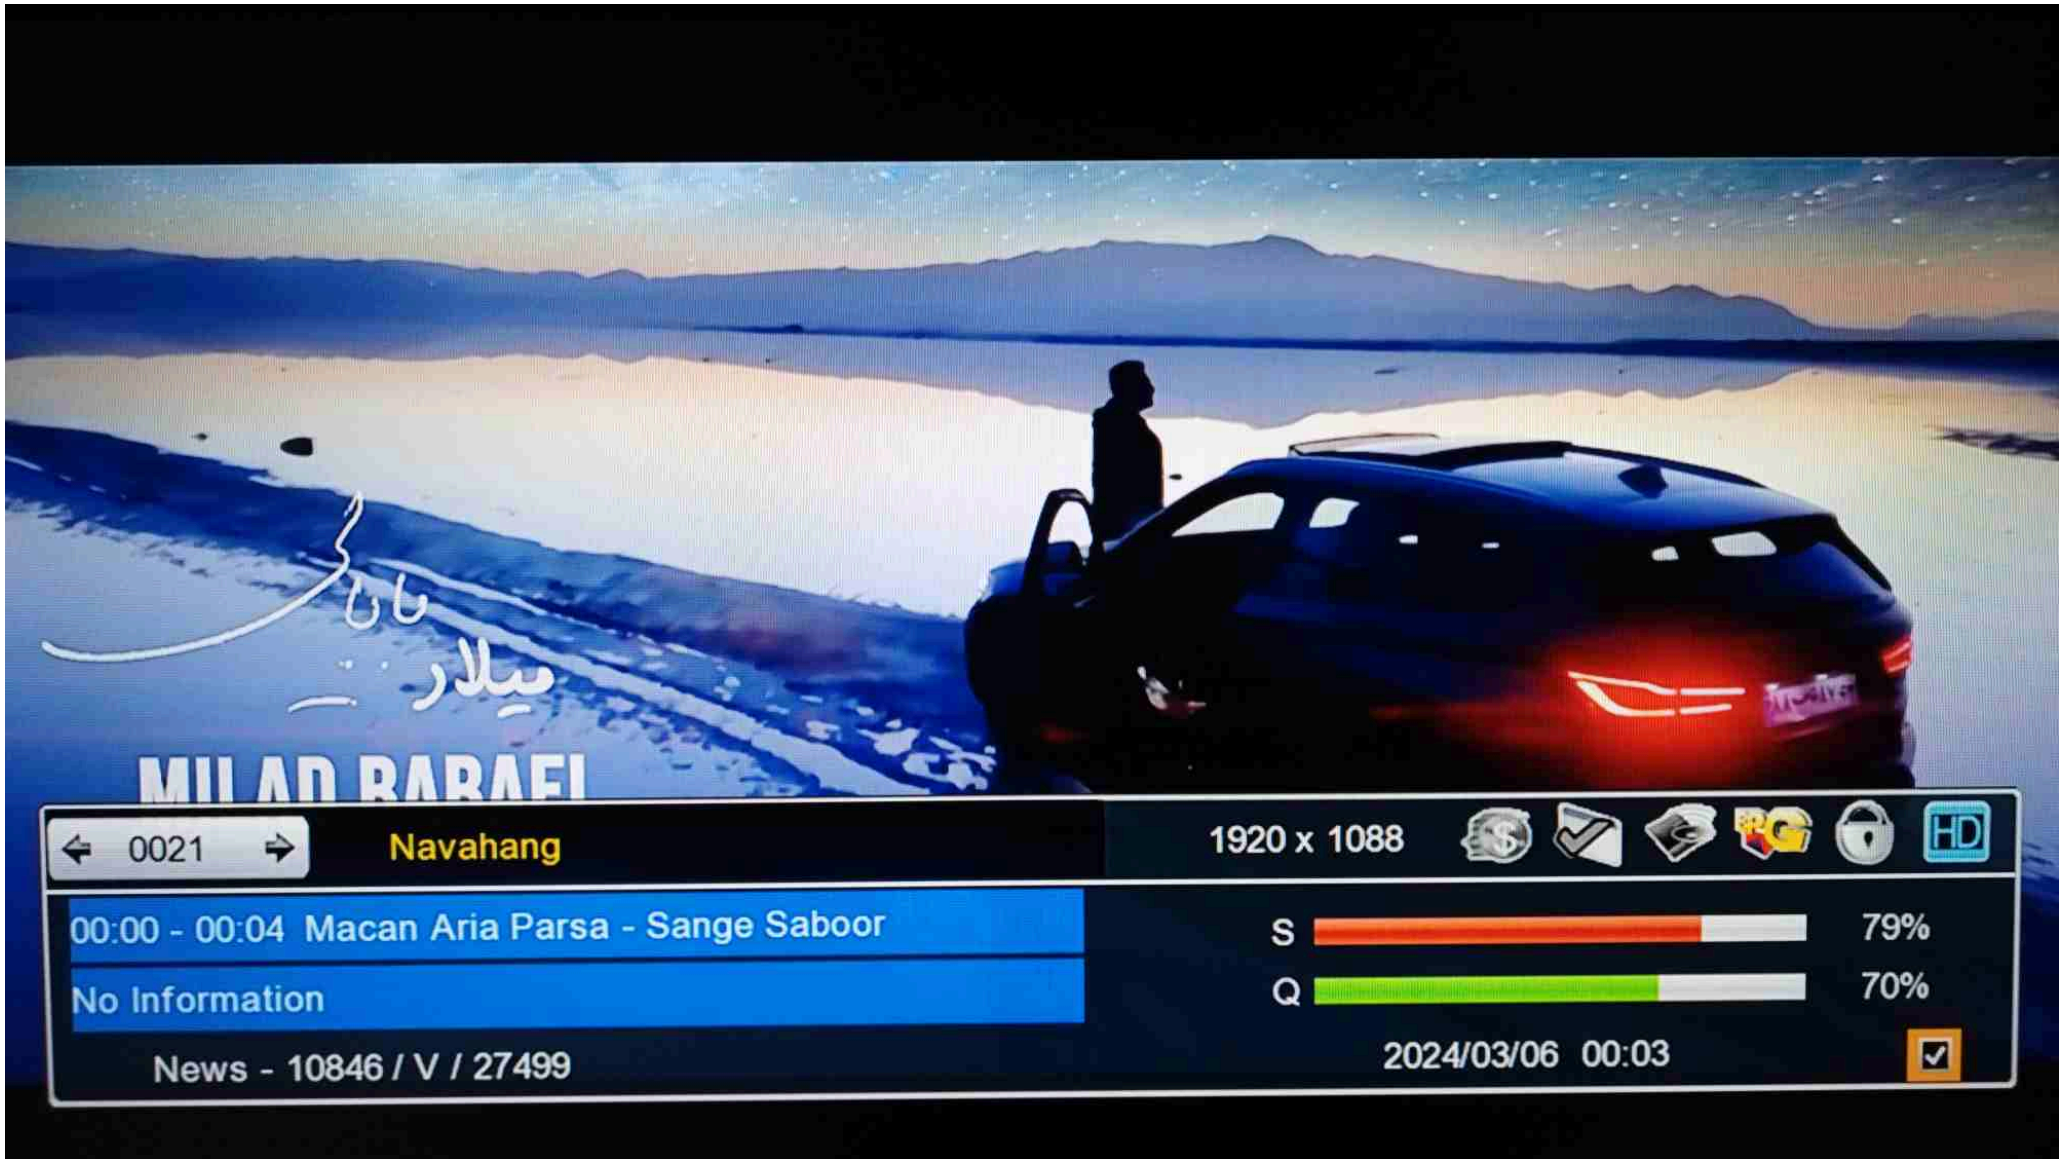 میلاد بابایی
MILAD BABAEI
0021 Navahang 1920 x 1088 HD
00:00 - 00:04 Macan Aria Parsa - Sange Saboor
S 79%
No Information
Q 70%
News - 10846 / V / 27499
2024/03/06 00:03